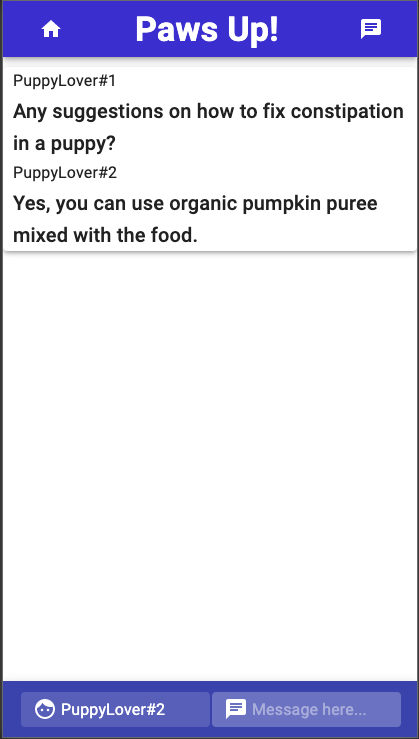 Paws Up!
PuppyLover#1
Any suggestions on how to fix constipation
in a puppy?
PuppyLover#2
Yes, you can use organic pumpkin puree
mixed with the food.
PuppyLover#2
Message here...